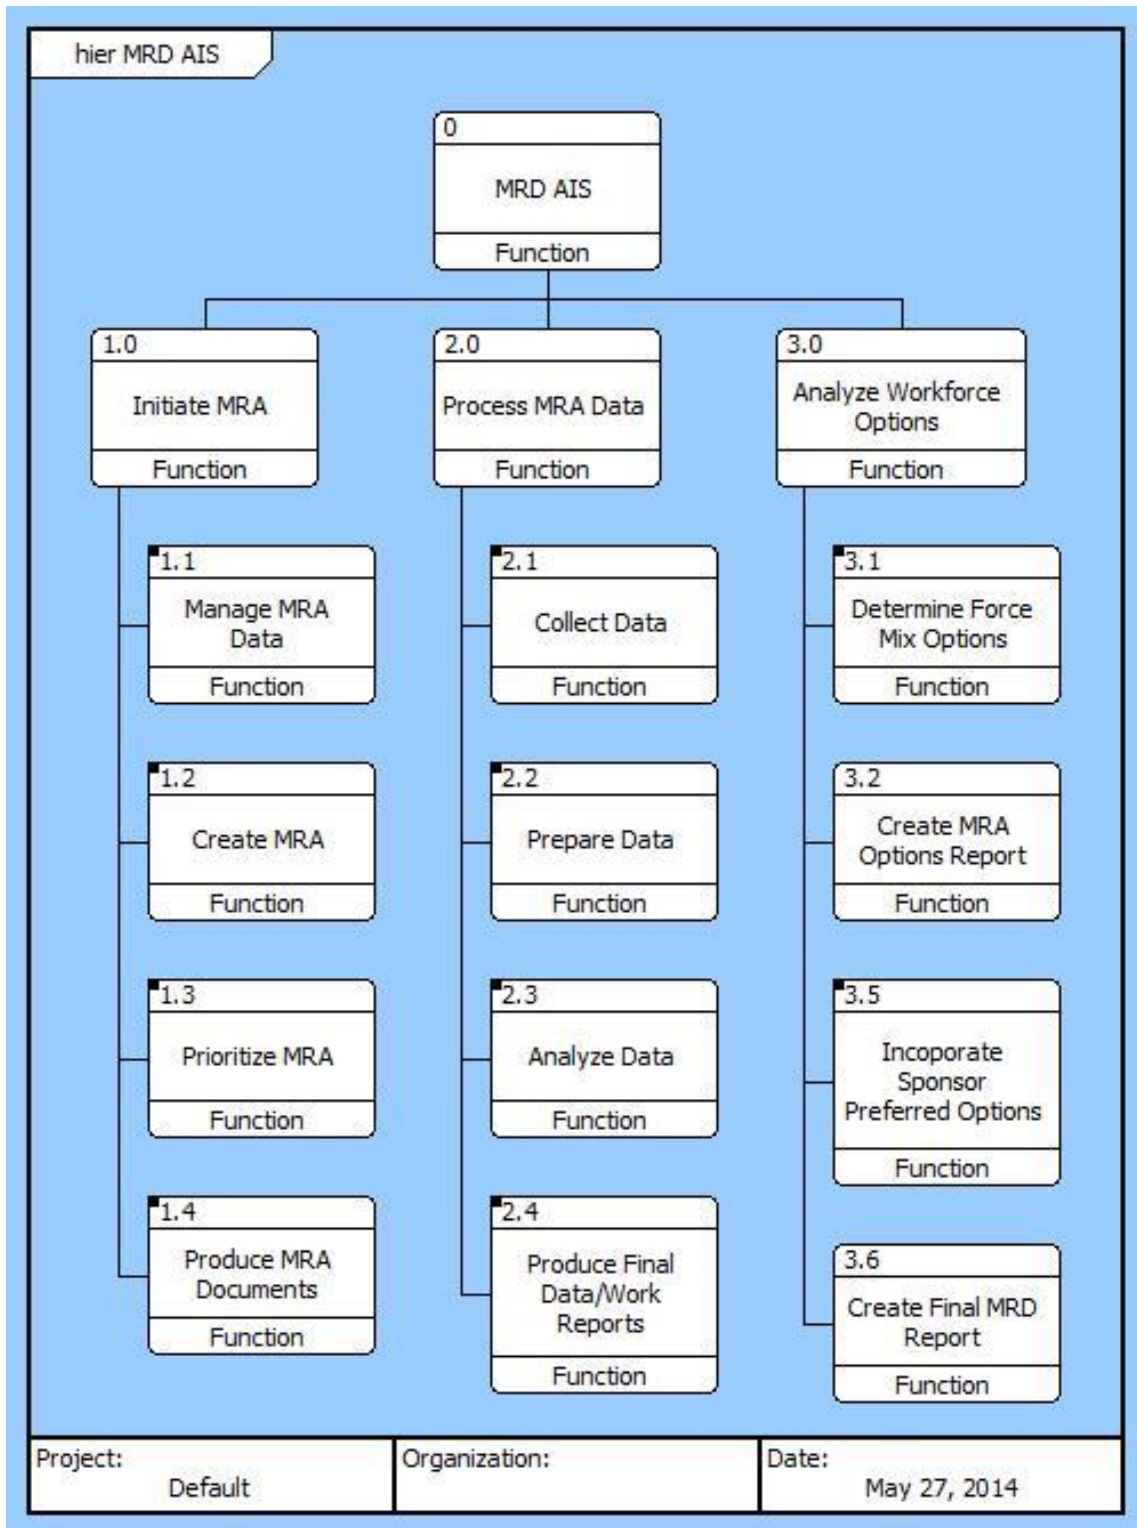 hier MRD AIS
0
MRD AIS
Function
1.0
Initiate MRA
Function
2.0
Process MRA Data
Function
3.0
Analyze Workforce
Options
Function
1.1
Manage MRA
Data
Function
2.1
Collect Data
Function
3.1
Determine Force
Mix Options
Function
1.2
Create MRA
Function
2.2
Prepare Data
Function
3.2
Create MRA
Options Report
Function
1.3
Prioritize MRA
Function
2.3
Analyze Data
Function
3.5
Incoporate
Sponsor
Preferred Options
Function
1.4
Produce MRA
Documents
Function
2.4
Produce Final
Data/Work
Reports
Function
3.6
Create Final MRD
Report
Function
Project:
Default
Organization:
Date:
May 27, 2014